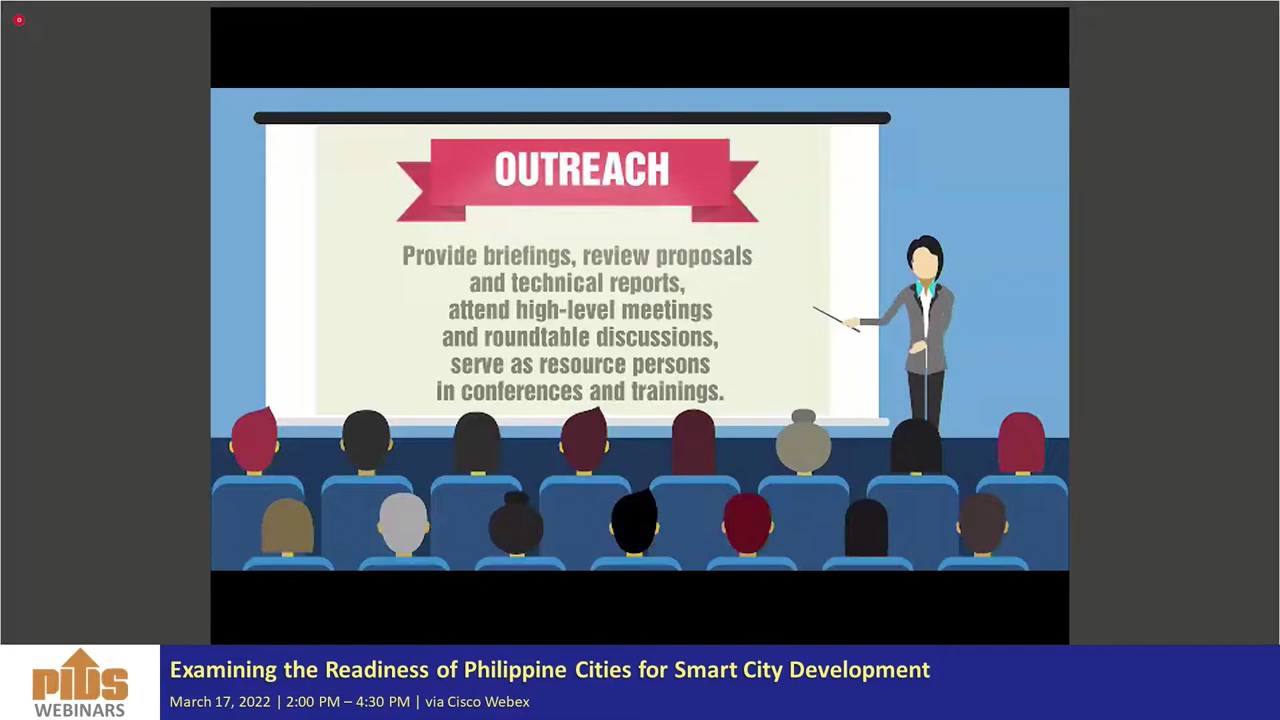 OUTREACH
Provide briefings, review proposals
and technical reports,
attend high-level meetings
and roundtable discussions,
serve as resource persons
in conferences and trainings.
PIDS
WEBINARS
Examining the Readiness of Philippine Cities for Smart City Development
March 17, 2022 | 2:00 PM – 4:30 PM | via Cisco Webex